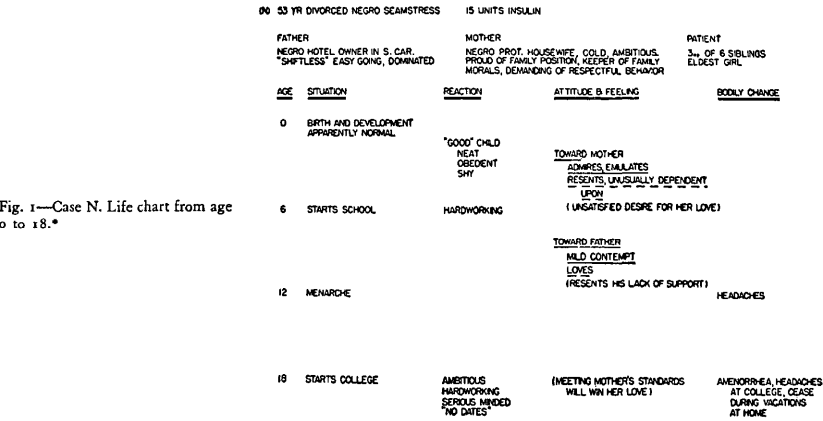 53 YR DIVORCED NEGRO SEAMSTRESS 15 UNITS INSULIN
FATHER
NEGRO HOTEL OWNER IN S. CAR.
"SHIFTLESS" EASY GOING, DOMINATED
MOTHER
NEGRO PROT. HOUSEWIFE, COLD, AMBITIOUS.
PROUD OF FAMILY POSITION, KEEPER OF FAMILY
MORALS, DEMANDING OF RESPECTFUL BEHAVIOR
PATIENT
3RD OF 6 SIBLINGS
ELDEST GIRL
AGE SITUATION REACTION ATTITUDE & FEELING BODILY CHANGE
0 BIRTH AND DEVELOPMENT
APPARENTLY NORMAL
"GOOD" CHILD
NEAT
OBEDIENT
SHY
TOWARD MOTHER
ADMIRES, EMULATES
RESENTS, UNUSUALLY DEPENDENT
UPON
(UNSATISFIED DESIRE FOR HER LOVE)
Fig. 1—Case N. Life chart from age
0 to 18.*
6 STARTS SCHOOL HARDWORKING
TOWARD FATHER
MILD CONTEMPT
LOVES
(RESENTS HIS LACK OF SUPPORT)
12 MENARCHE HEADACHES
18 STARTS COLLEGE
AMBITIOUS
HARDWORKING
SERIOUS MINDED
"NO DATES"
(MEETING MOTHER'S STANDARDS
WILL WIN HER LOVE)
AMENORRHEA, HEADACHES
AT COLLEGE, CEASE
DURING VACATIONS
AT HOME